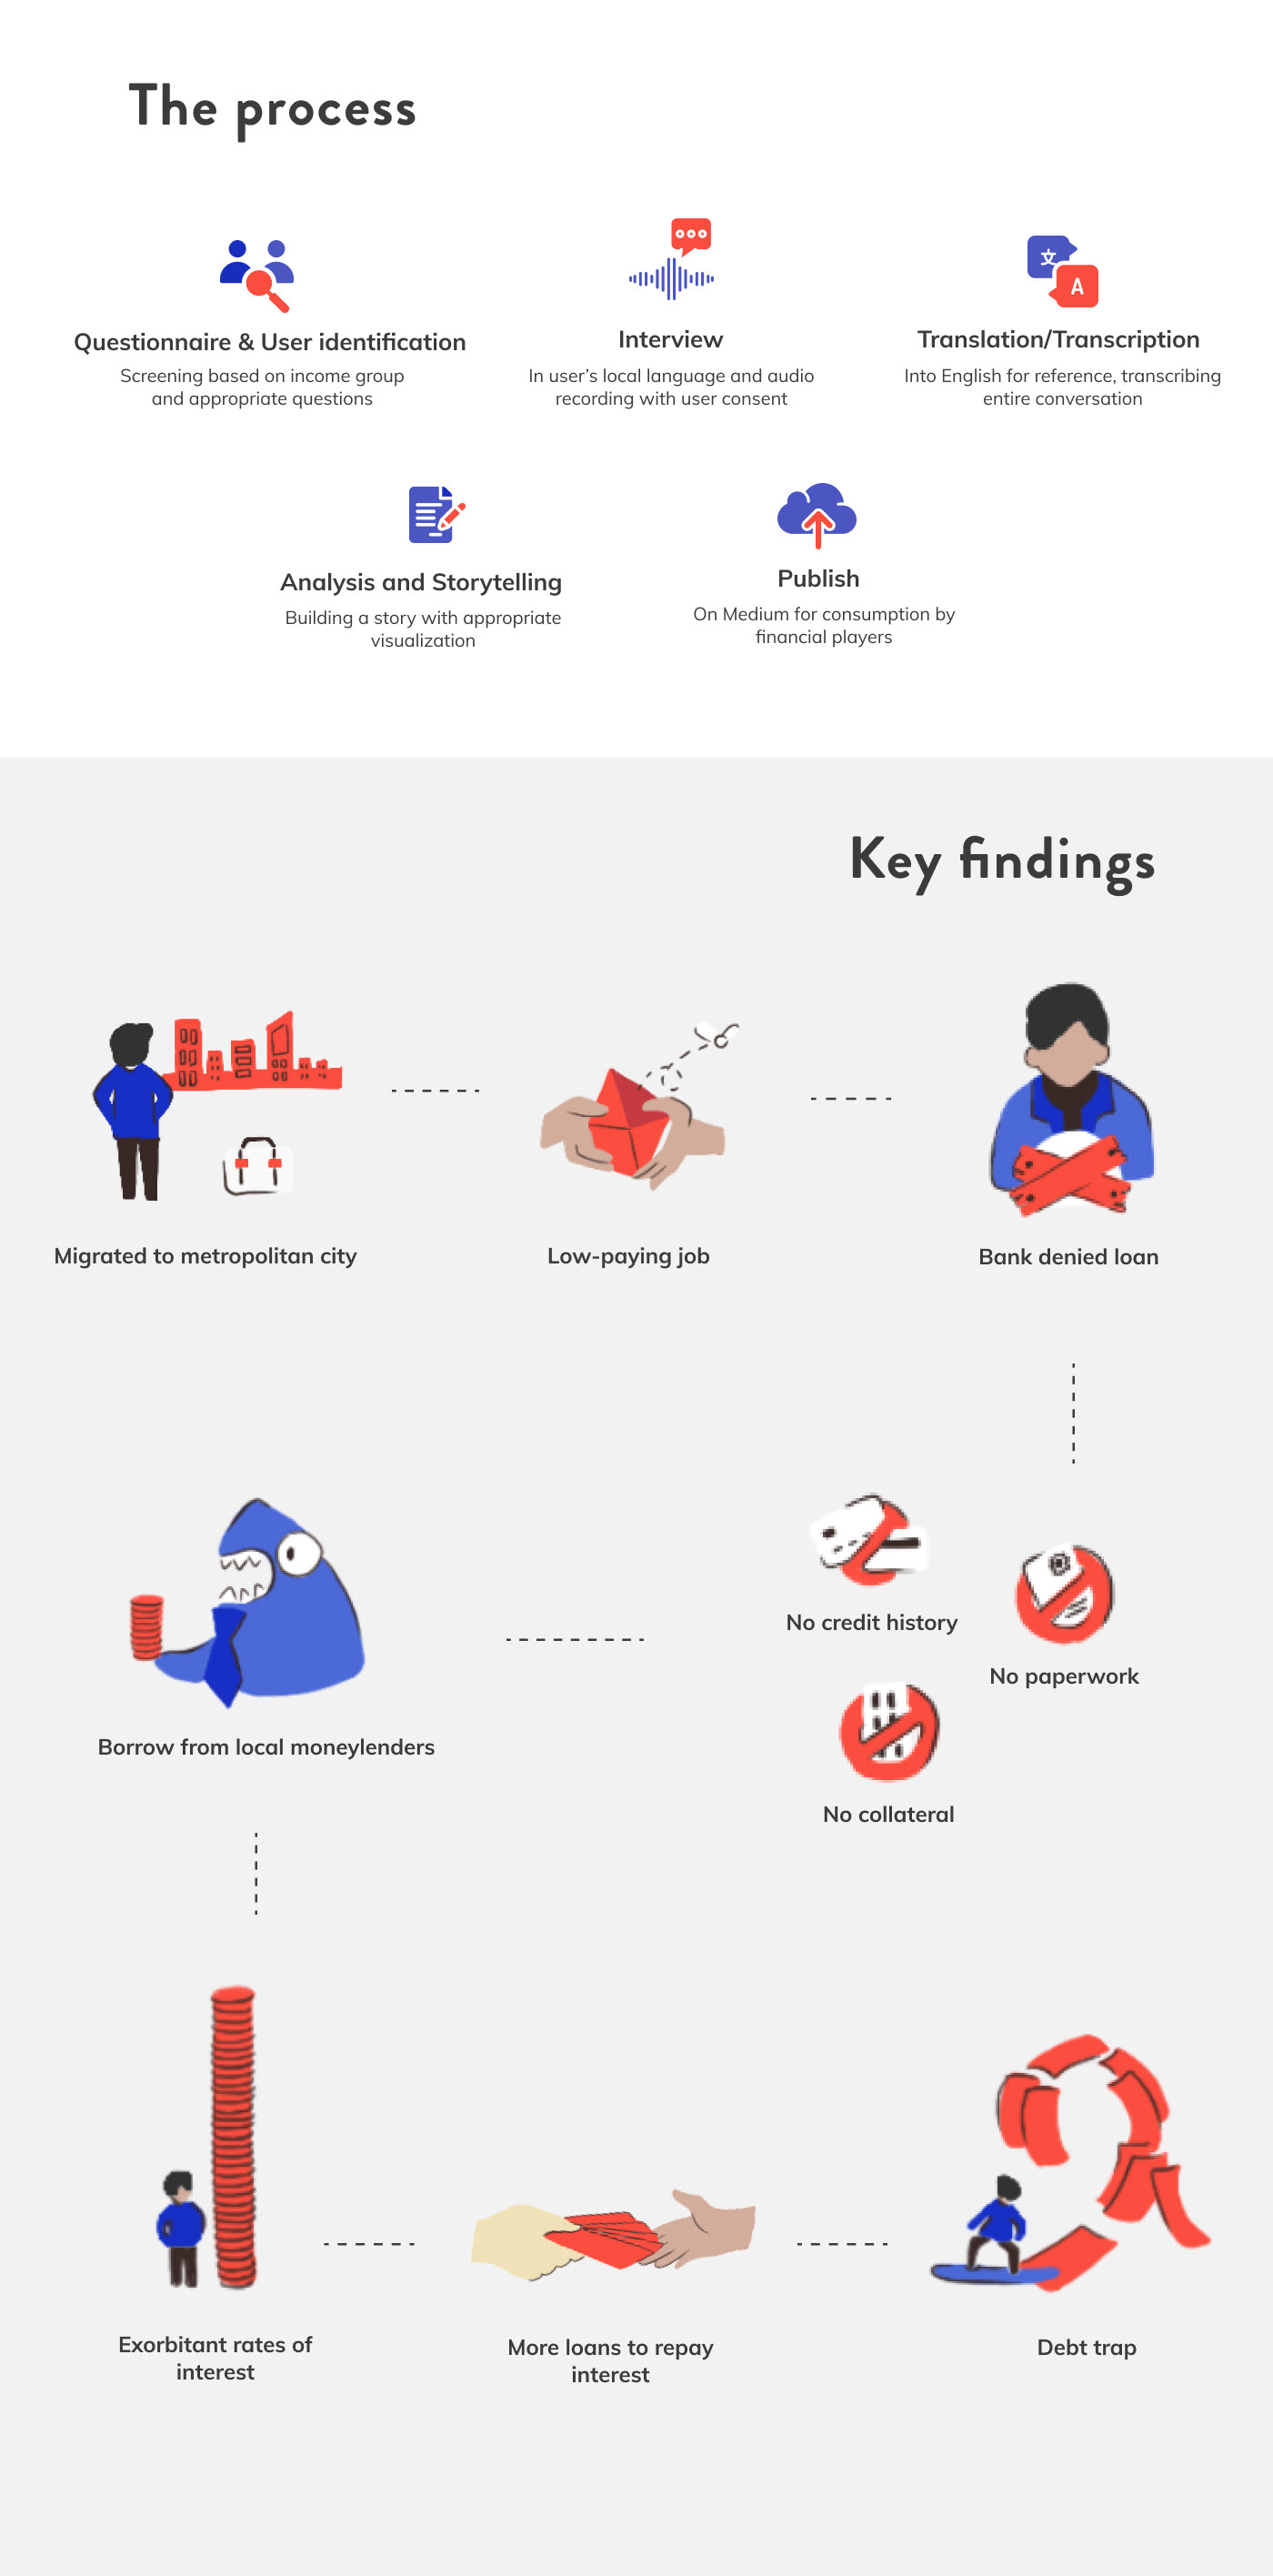 The process
Questionnaire & User identification
Screening based on income group
and appropriate questions
Interview
In user's local language and audio
recording with user consent
文
A
Translation/Transcription
Into English for reference, transcribing
entire conversation
Analysis and Storytelling
Building a story with appropriate
visualization
Publish
On Medium for consumption by
financial players
Key findings
Migrated to metropolitan city
Low-paying job
Bank denied loan
Borrow from local moneylenders
No credit history
No paperwork
No collateral
Exorbitant rates of
interest
More loans to repay
interest
Debt trap